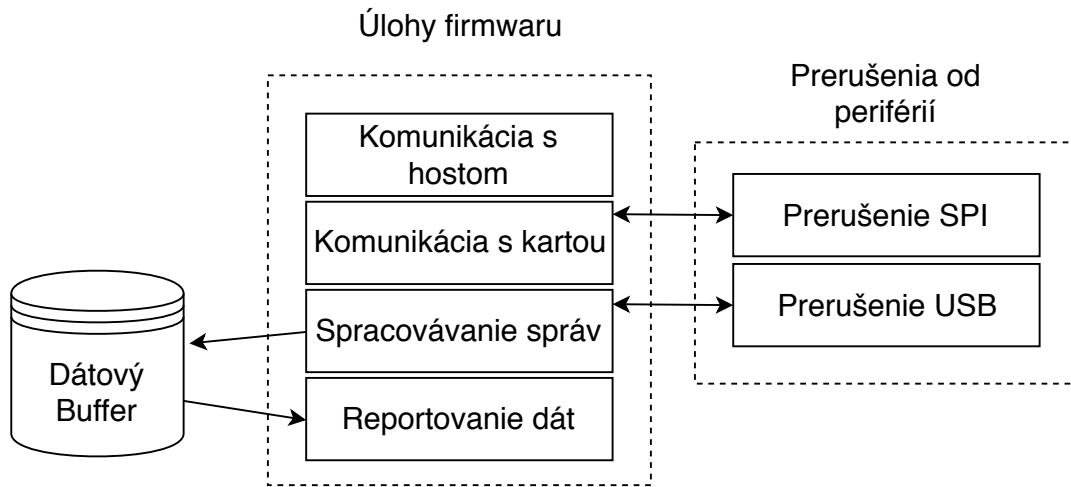 Úlohy firmwaru
Prerušenia od
periférií
Komunikácia s
hostom
Komunikácia s kartou
Spracovávanie správ
Reportovanie dát
Prerušenie SPI
Prerušenie USB
Dátový
Buffer